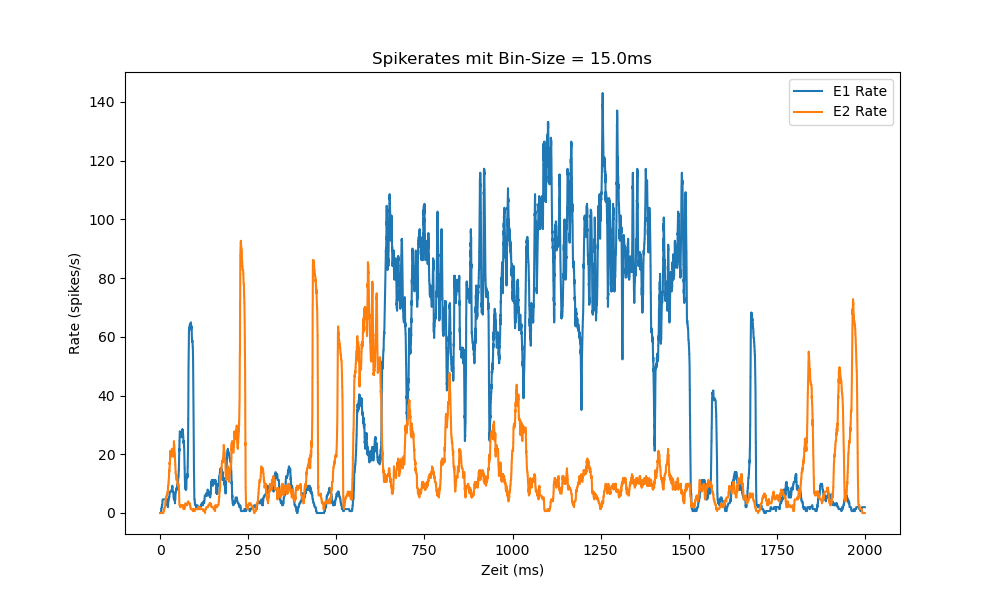 Spikerates mit Bin-Size = 15.0ms
E1 Rate
E2 Rate
140
120
100
80
60
40
20
0
Rate (spikes/s)
0 250 500 750 1000 1250 1500 1750 2000
Zeit (ms)